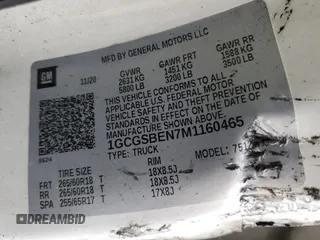 MFD BY GENERAL MOTORS LLC
GM
11/20
GVWR GAWR FRT GAWR RR
2631 KG 1451 KG 1588 KG
5800 LB 3200 LB 3500 LB
THIS VEHICLE CONFORMS TO ALL
APPLICABLE U.S. FEDERAL MOTOR
VEHICLE SAFETY STANDARDS IN
EFFECT ON THE DATE OF
MANUFACTURE SHOWN ABOVE.
1GCGSBEN7M1160465
TYPE: TRUCK MODEL:
TIRE SIZE RIM
FRT 265/60R18 18X8.5J
RR 265/60R18 18X8.5J
SPA 255/65R17 17X8J
DREAMBID